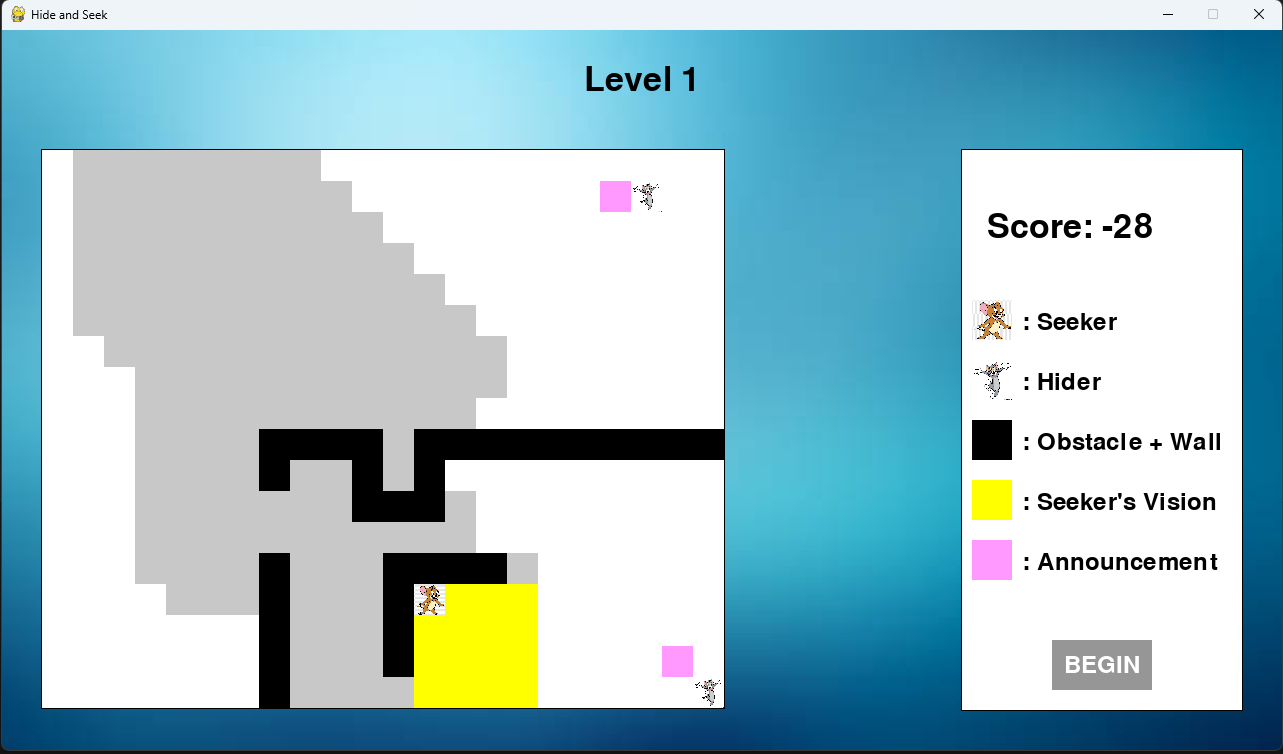 Hide and Seek
Level 1
Score: -28
: Seeker
: Hider
: Obstacle + Wall
: Seeker's Vision
: Announcement
BEGIN